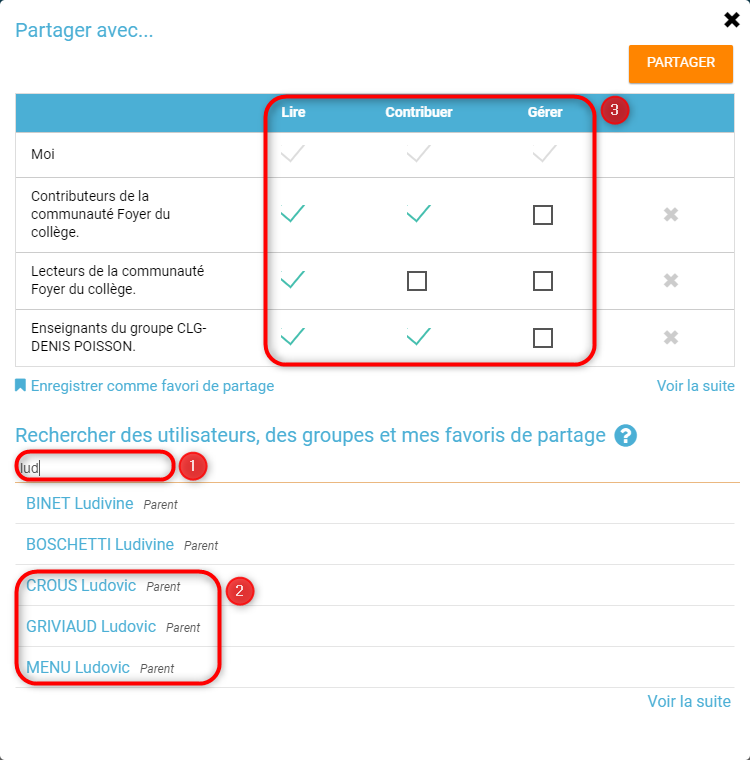 Partager avec...
PARTAGER
Lire Contribuer Gérer
3
Moi
Contributeurs de la
communauté Foyer du
collège.
Lecteurs de la communauté
Foyer du collège.
Enseignants du groupe CLG-
DENIS POISSON.
Enregistrer comme favori de partage
Voir la suite
Rechercher des utilisateurs, des groupes et mes favoris de partage ?
lud
1
BINET Ludivine Parent
BOSCHETTI Ludivine Parent
CROUS Ludovic Parent
2
GRIVIAUD Ludovic Parent
MENU Ludovic Parent
Voir la suite